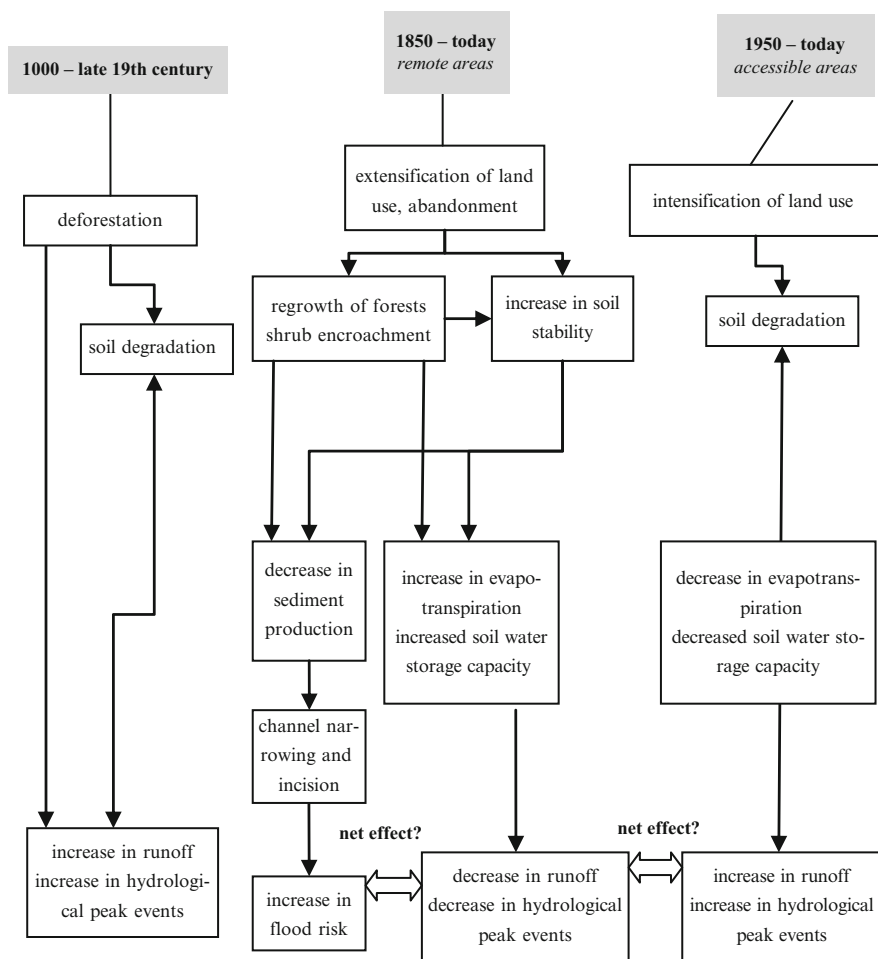 1000 – late 19th century
deforestation
soil degradation
increase in runoff
increase in hydrologi-
cal peak events
1850 – today
remote areas
extensification of land
use, abandonment
regrowth of forests
shrub encroachment
increase in soil
stability
decrease in
sediment
production
increase in evapo-
transpiration
increased soil water
storage capacity
channel nar-
rowing and
incision
net effect?
increase in
flood risk
decrease in runoff
decrease in hydrological
peak events
1950 – today
accessible areas
intensification of land use
soil degradation
decrease in evapotrans-
piration
decreased soil water sto-
rage capacity
net effect?
increase in runoff
increase in hydrological
peak events